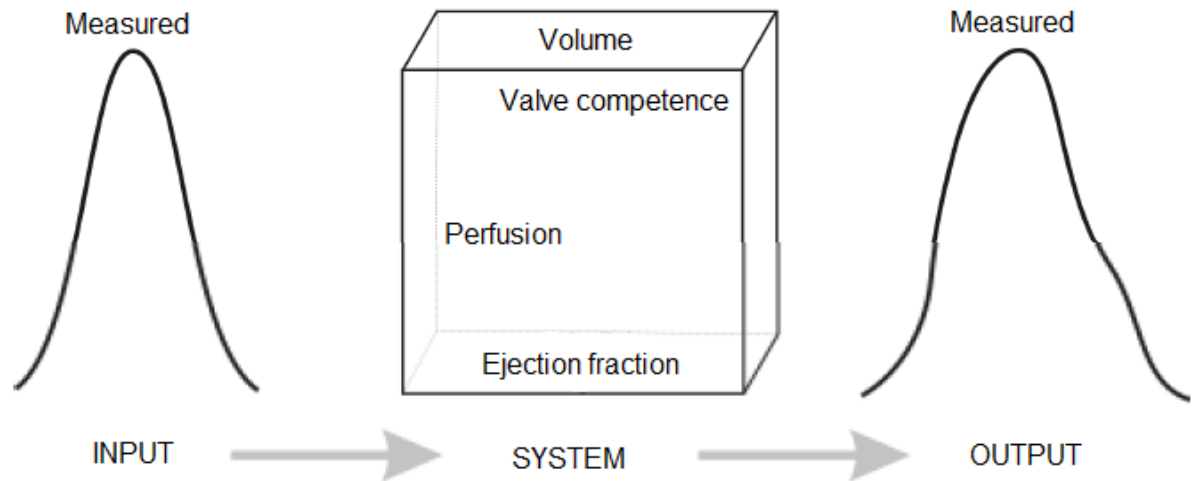 Measured
Volume
Measured
Valve competence
Perfusion
Ejection fraction
INPUT
SYSTEM
OUTPUT